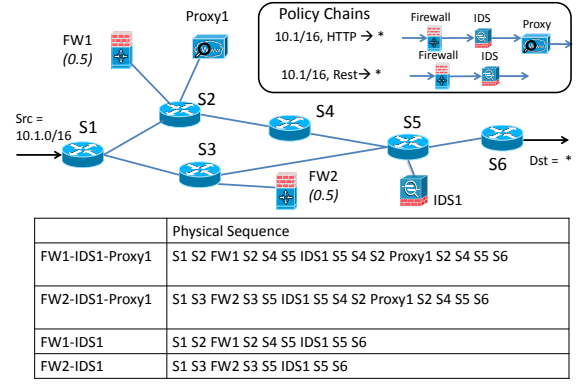 Policy Chains
Firewall IDS Proxy
10.1/16, HTTP → *
Firewall IDS
10.1/16, Rest→ *
FW1
(0.5)
Proxy1
Src =
10.1.0/16
S1
S2
S4
S3
S5
S6
FW2
(0.5)
IDS1
Dst = *
Physical Sequence
FW1-IDS1-Proxy1 S1 S2 FW1 S2 S4 S5 IDS1 S5 S4 S2 Proxy1 S2 S4 S5 S6
FW2-IDS1-Proxy1 S1 S3 FW2 S3 S5 IDS1 S5 S4 S2 Proxy1 S2 S4 S5 S6
FW1-IDS1 S1 S2 FW1 S2 S4 S5 IDS1 S5 S6
FW2-IDS1 S1 S3 FW2 S3 S5 IDS1 S5 S6